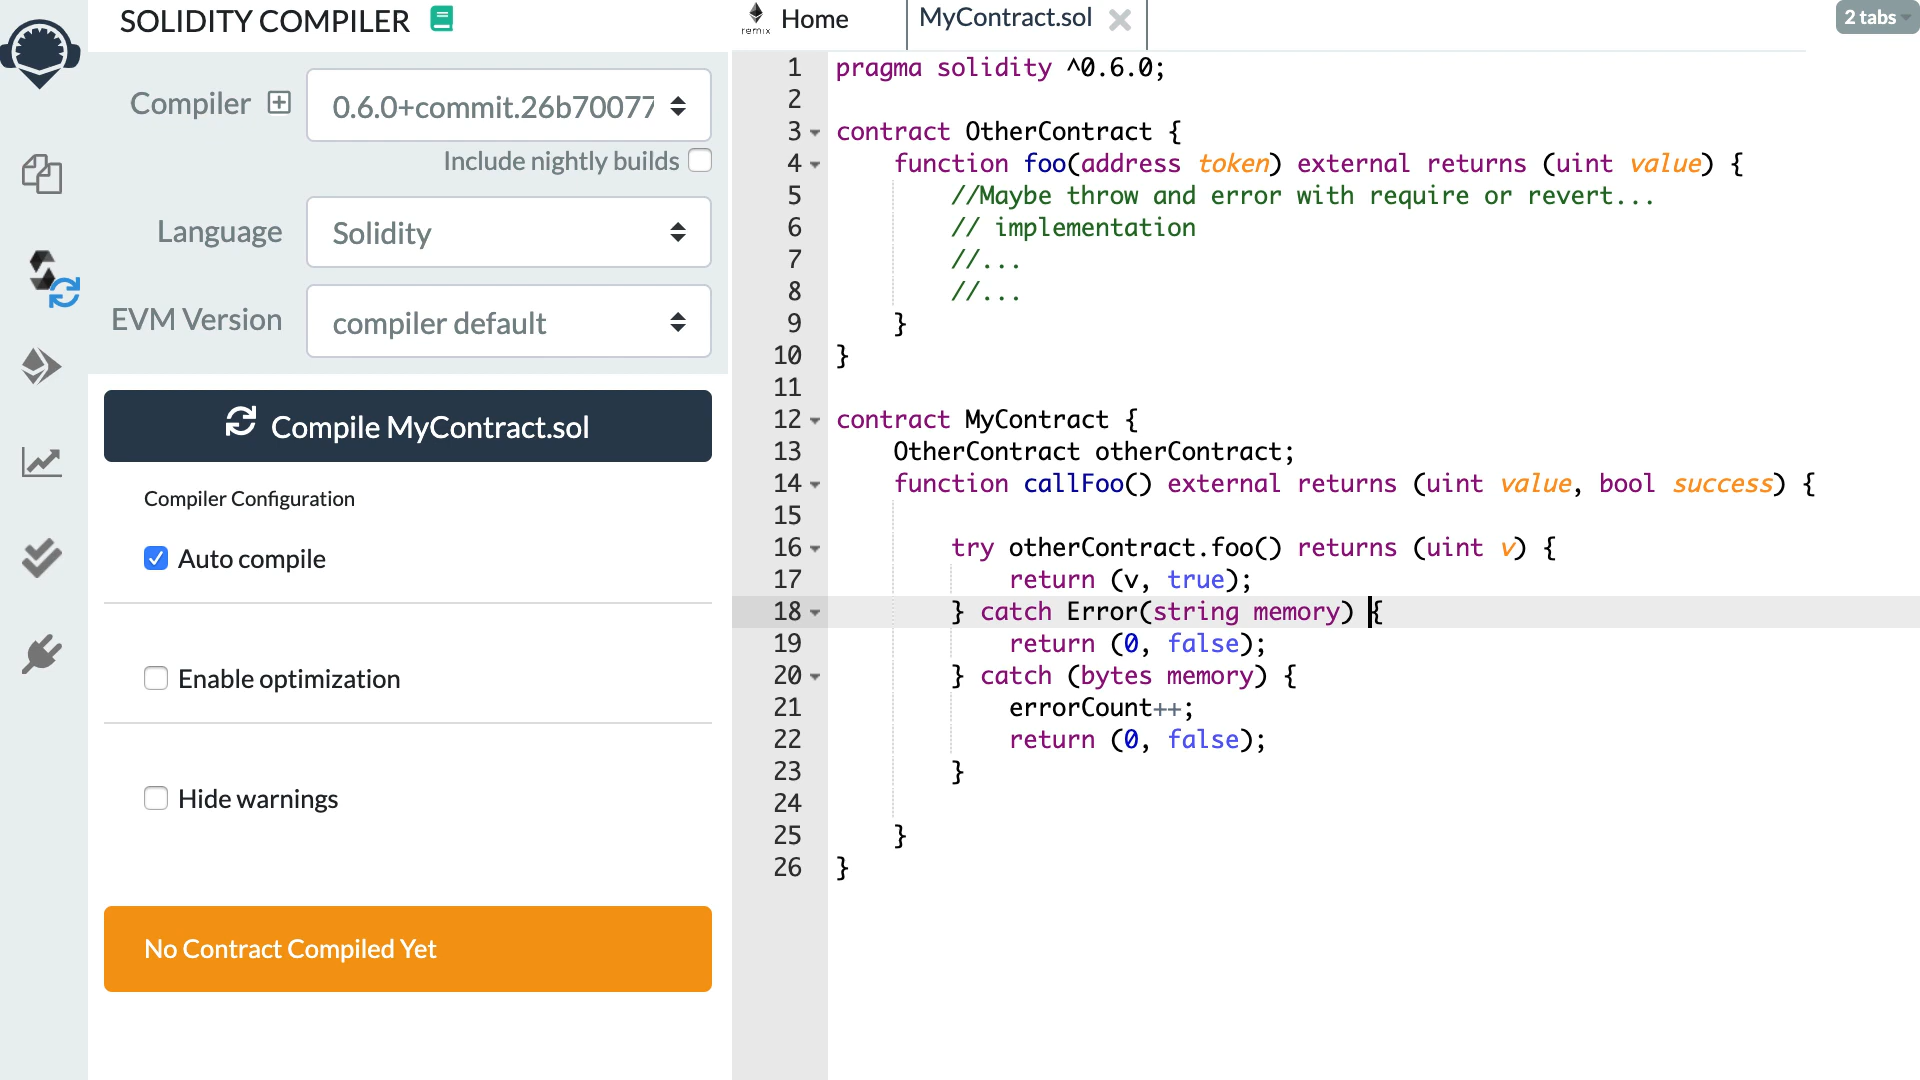 SOLIDITY COMPILER
Compiler
0.6.0+commit.26b70077
Include nightly builds
Language
Solidity
EVM Version
compiler default
Compile MyContract.sol
Compiler Configuration
Auto compile
Enable optimization
Hide warnings
No Contract Compiled Yet
remix
Home
MyContract.sol
2 tabs
1 pragma solidity ^0.6.0;
2
3 contract OtherContract {
4 function foo(address token) external returns (uint value) {
5 //Maybe throw and error with require or revert...
6 // implementation
7 //...
8 //...
9 }
10 }
11
12 contract MyContract {
13 OtherContract otherContract;
14 function callFoo() external returns (uint value, bool success) {
15
16 try otherContract.foo() returns (uint v) {
17 return (v, true);
18 } catch Error(string memory) {
19 return (0, false);
20 } catch (bytes memory) {
21 errorCount++;
22 return (0, false);
23 }
24
25 }
26 }